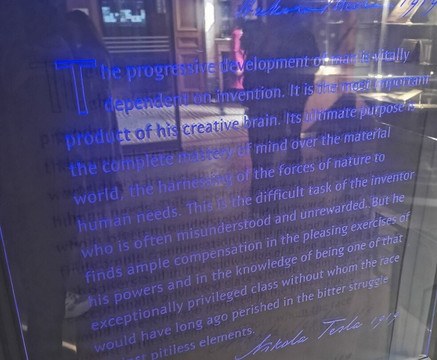 Nikola Tesla 1919
The progressive development of man is vitally
dependent on invention. It is the most important
product of his creative brain. Its ultimate purpose is
the complete mastery of mind over the material
world, the harnessing of the forces of nature to
human needs. This is the difficult task of the inventor
who is often misunderstood and unrewarded. But he
finds ample compensation in the pleasing exercises of
his powers and in the knowledge of being one of that
exceptionally privileged class without whom the race
would have long ago perished in the bitter struggle
pitiless elements.
Nikola Tesla 1919